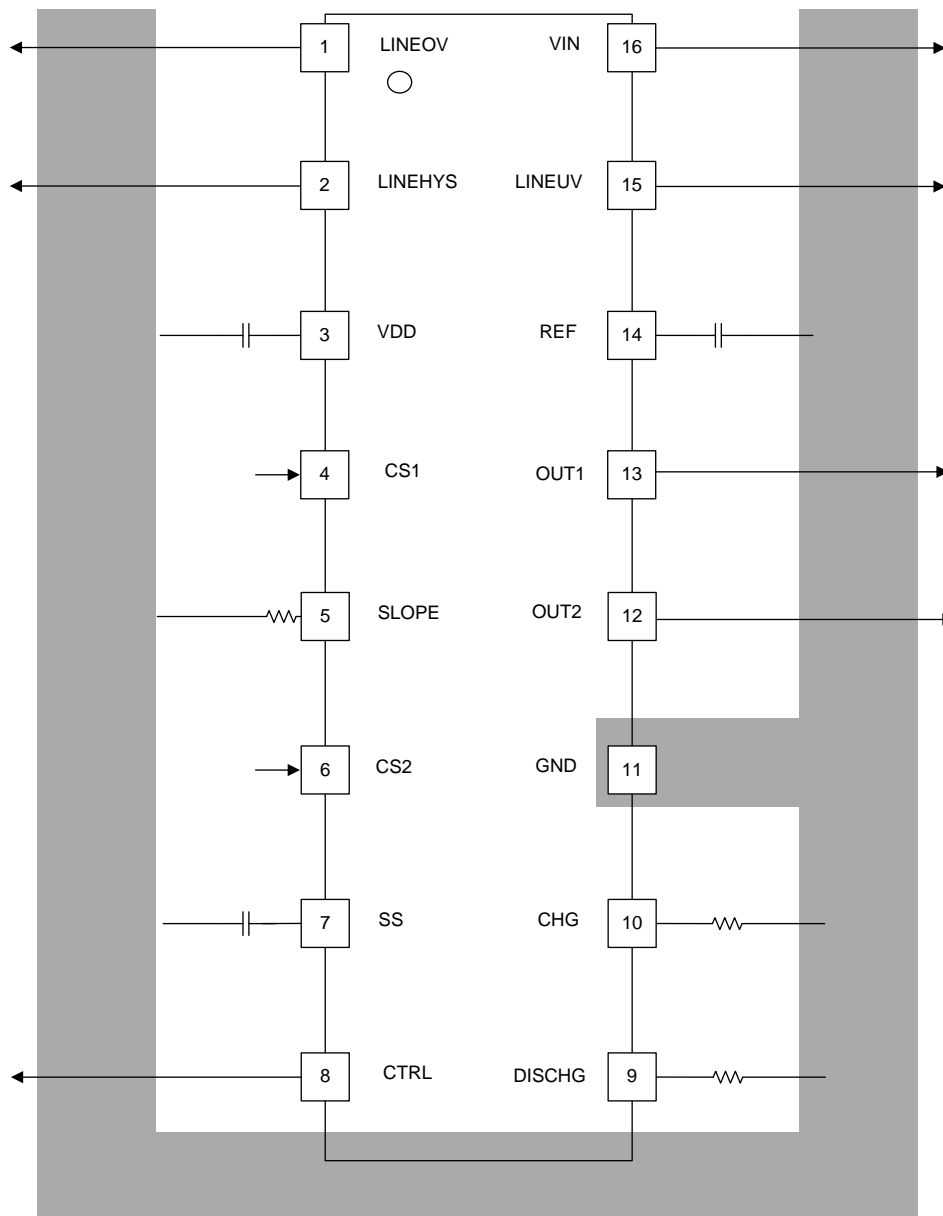 1 LINEOV VIN 16
2 LINEHYS LINEUV 15
3 VDD REF 14
4 CS1 OUT1 13
5 SLOPE OUT2 12
6 CS2 GND 11
7 SS CHG 10
8 CTRL DISCHG 9